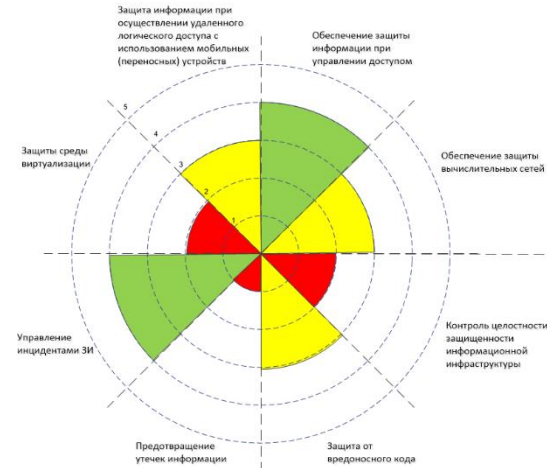 Защита информации при
осуществлении удаленного
логического доступа с
использованием мобильных
(переносных) устройств
Обеспечение защиты
информации при
управлении доступом
5
4
3
2
1
Защиты среды
виртуализации
Обеспечение защиты
вычислительных сетей
Управление
инцидентами ЗИ
Контроль целостности
защищенности
информационной
инфраструктуры
Предотвращение
утечек информации
Защита от
вредоносного кода